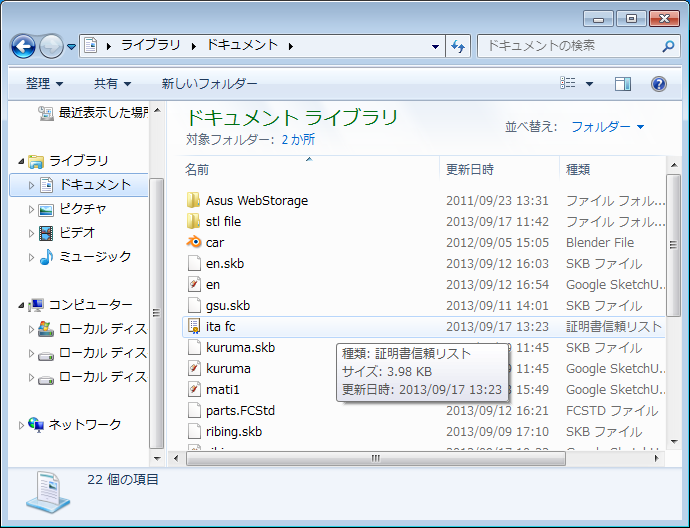 ライブラリ ドキュメント ドキュメントの検索
整理 共有 新しいフォルダー
最近表示した場所
ライブラリ
ドキュメント
ピクチャ
ビデオ
ミュージック
コンピューター
ローカル ディス
ローカル ディス
ローカル ディス
ネットワーク
ドキュメント ライブラリ
対象フォルダー: 2 か所
並べ替え: フォルダー
名前 更新日時 種類
Asus WebStorage 2011/09/23 13:31 ファイル フォル...
stl file 2013/09/17 11:42 ファイル フォル...
car 2012/09/05 15:05 Blender File
en.skb 2013/09/12 16:03 SKB ファイル
en 2013/09/12 16:54 Google SketchU...
gsu.skb 2013/09/11 14:01 SKB ファイル
ita fc 2013/09/17 13:23 証明書信頼リスト
kuruma.skb 11:45 SKB ファイル
kuruma 11:45 Google SketchU...
mati1 15:49 Google SketchU...
parts.FCStd 2013/09/12 16:21 FCSTD ファイル
ribing.skb 2013/09/09 17:10 SKB ファイル
種類: 証明書信頼リスト
サイズ: 3.98 KB
更新日時: 2013/09/17 13:23
22 個の項目